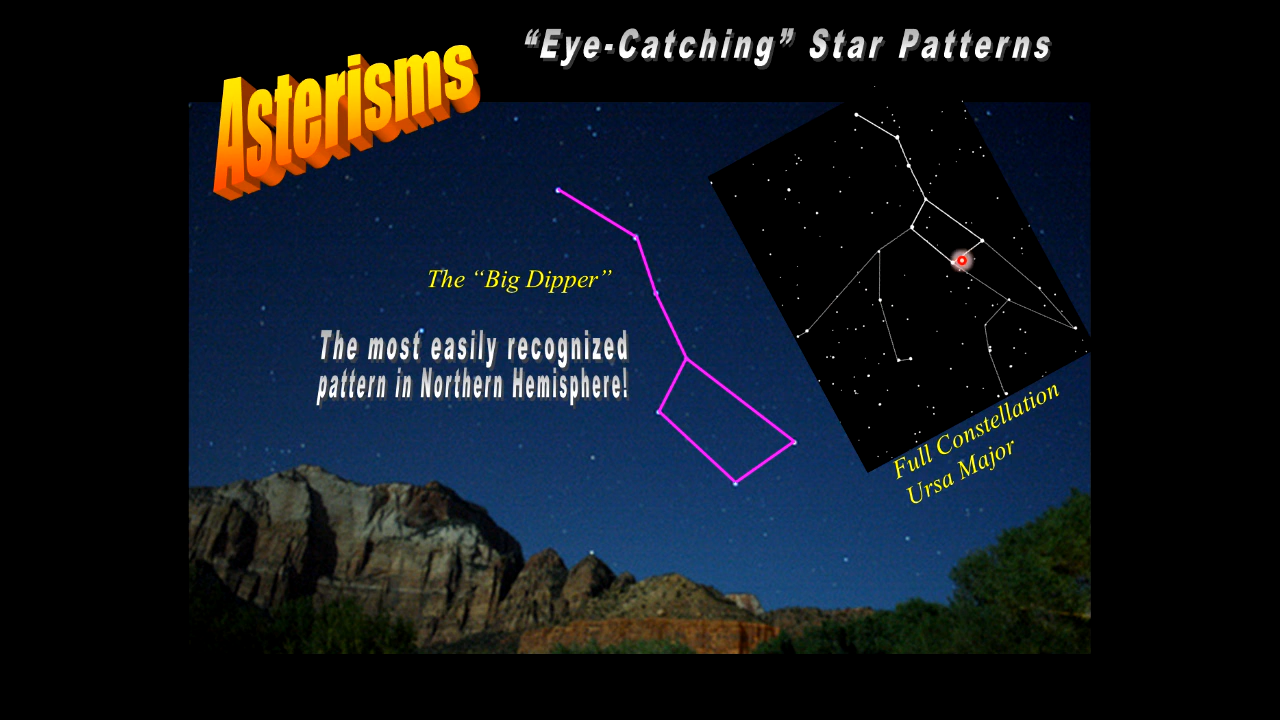 “Eye-Catching” Star Patterns
Asterisms
The “Big Dipper”
The most easily recognized
pattern in Northern Hemisphere!
Full Constellation
Ursa Major